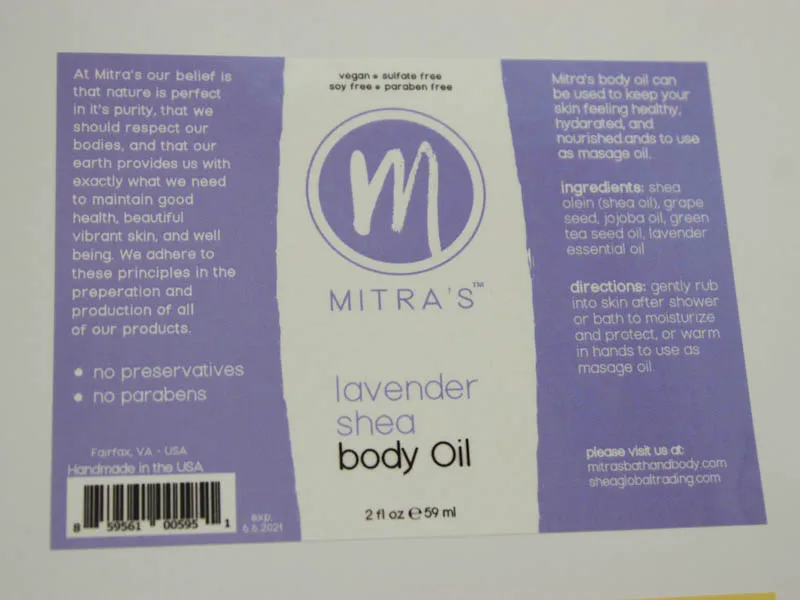 At Mitra's our belief is
that nature is perfect
in it's purity, that we
should respect our
bodies, and that our
earth provides us with
exactly what we need
to maintain good
health, beautiful
vibrant skin, and well
being. We adhere to
these principles in the
preperation and
production of all
of our products.
• no preservatives
• no parabens
Fairfax, VA - USA
Handmade in the USA
8 59561 00595 1
exp.
6.6.2021
vegan • sulfate free
soy free • paraben free
m
MITRA'S™
lavender
shea
body Oil
2 fl oz ℮ 59 ml
Mitra's body oil can
be used to keep your
skin feeling healthy,
hydarated, and
nourished.ands to use
as masage oil.
ingredients: shea
olein (shea oil), grape
seed, jojoba oil, green
tea seed oil, lavender
essential oil
directions: gently rub
into skin after shower
or bath to moisturize
and protect, or warm
in hands to use as
masage oil.
please visit us at:
mitrasbathandbody.com
sheaglobaltrading.com